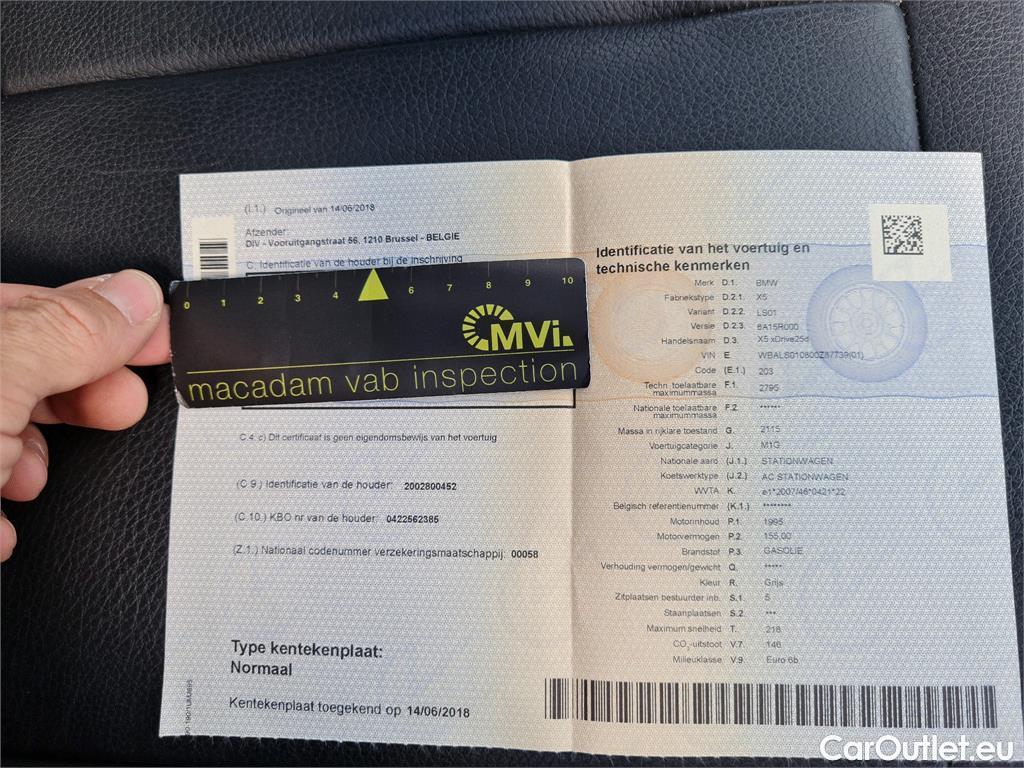 (I.1.) Origineel van 14/06/2018
Afzender:
DIV - Vooruitgangstraat 56, 1210 Brussel - BELGIE
C. Identificatie van de houder bij de inschrijving
0 1 2 3 4 6 7 8 9 10
MVi.
macadam vab inspection
(C.4. c) Dit certificaat is geen eigendomsbewijs van het voertuig
(C 9.) Identificatie van de houder: 2002800452
(C.10.) KBO nr van de houder: 0422562385
(Z.1.) Nationaal codenummer verzekeringsmaatschappij: 00058
Type kentekenplaat:
Normaal
Kentekenplaat toegekend op 14/06/2018
Identificatie van het voertuig en
technische kenmerken
Merk D.1. BMW
Fabriekstype D.2.1. X5
Variant D.2.2. LS01
Versie D.2.3. 8A15R000
Handelsnaam D.3. X5 xDrive25d
VIN E. WBALS010800Z87739(01)
Code (E.1.) 203
Techn. toelaatbare maximummassa F.1. 2795
Nationale toelaatbare maximummassa F.2. ******
Massa in rijklare toestand G. 2115
Voertuigcategorie J. M1G
Nationale aard (J.1.) STATIONWAGEN
Koetswerktype (J.2.) AC STATIONWAGEN
WVTA K. e1*2007/46*0421*22
Belgisch referentienummer (K.1.) ********
Motorinhoud P.1. 1995
Motorvermogen P.2. 155,00
Brandstof P.3. GASOLIE
Verhouding vermogen/gewicht Q. *****
Kleur R. Grijs
Zitplaatsen bestuurder inb. S.1. 5
Staanplaatsen S.2. ***
Maximum snelheid T. 218
CO2-uitstoot V.7. 146
Milieuklasse V.9. Euro 6b
CarOutlet.eu